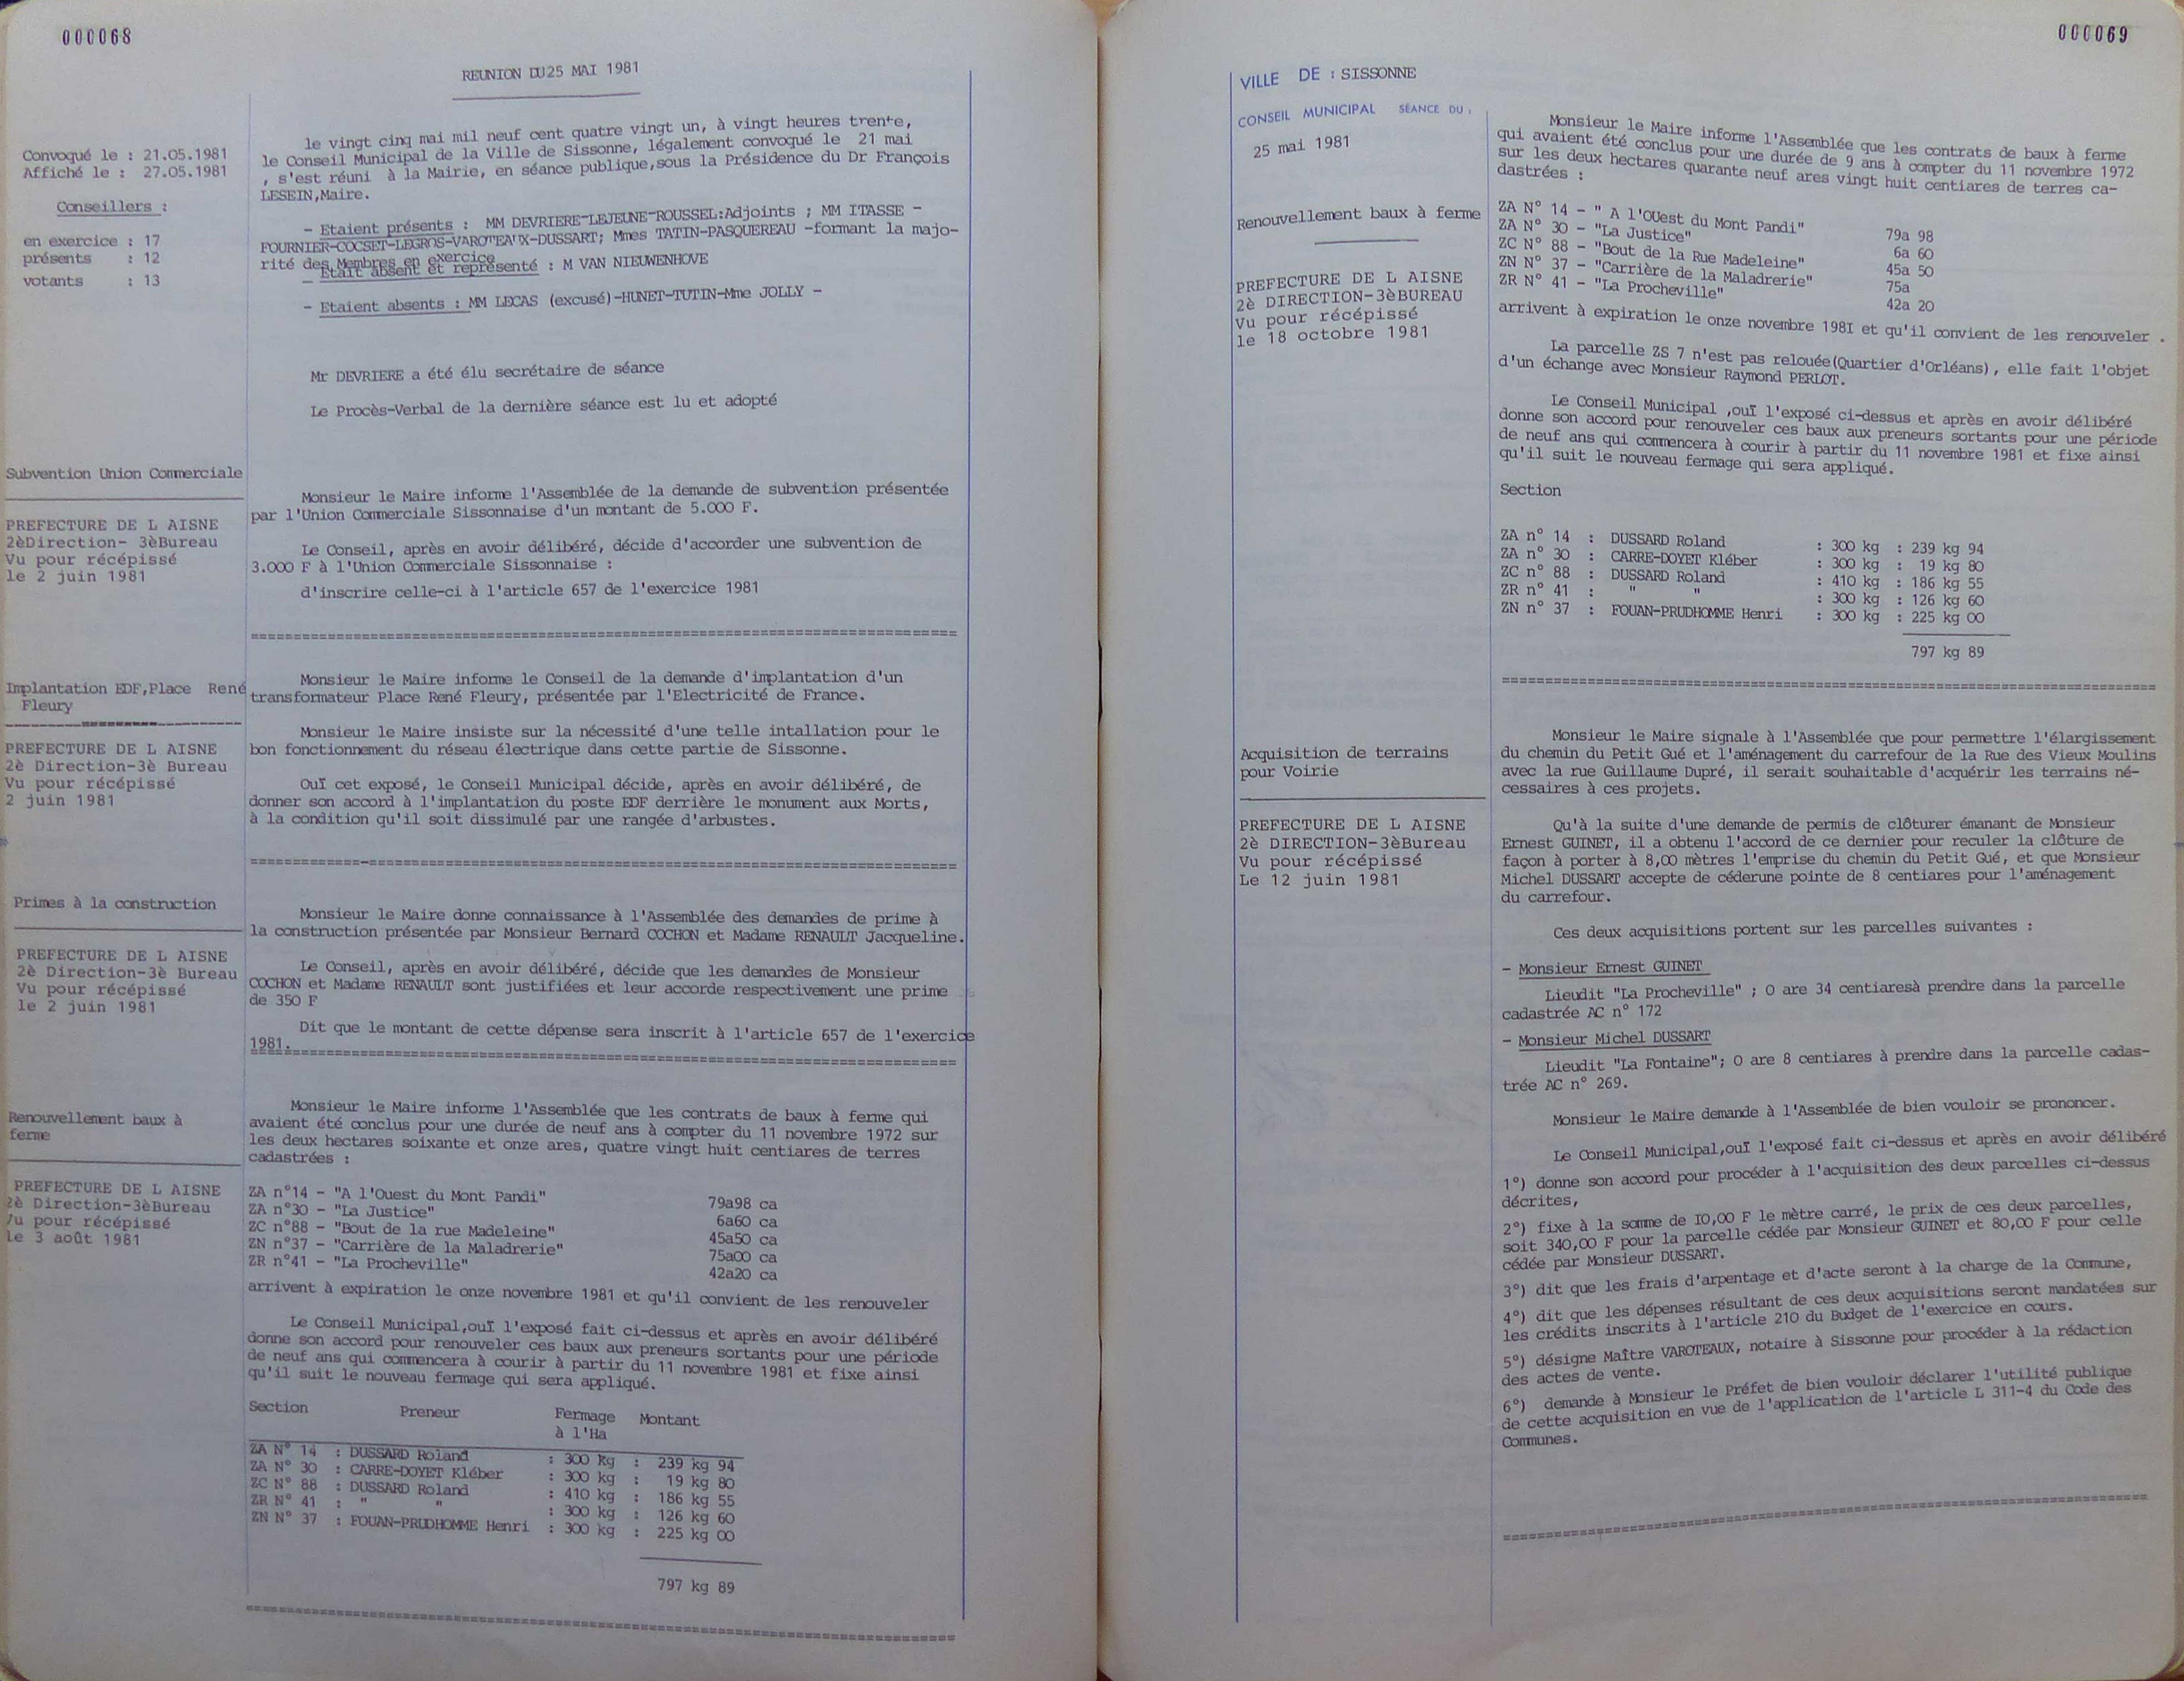 000068
REUNION DU 25 MAI 1981
Convoqué le : 21.05.1981
Affiché le : 27.05.1981
Conseillers :
en exercice : 17
présents : 12
votants : 13
le vingt cinq mai mil neuf cent quatre vingt un, à vingt heures trente,
le Conseil Municipal de la Ville de Sissonne, légalement convoqué le 21 mai
, s'est réuni à la Mairie, en séance publique,sous la Présidence du Dr François
LESEIN,Maire.
- Etaient présents : MM DEVRIERE-LEJEUNE-ROUSSEL:Adjoints ; MM ITASSE -
FOURNIER-COCSET-LEGROS-VAROTEAUX-DUSSART; Mmes TATIN-PASQUEREAU -formant la majo-
rité des Membres en exercice
- Etait absent et représenté : M VAN NIEUWENHOVE
- Etaient absents : MM LECAS (excusé)-HUNET-TUTIN-Mme JOLLY -
Mr DEVRIERE a été élu secrétaire de séance
Le Procès-Verbal de la dernière séance est lu et adopté
Subvention Union Commerciale
PREFECTURE DE L AISNE
2èDirection- 3èBureau
Vu pour récépissé
le 2 juin 1981
Monsieur le Maire informe l'Assemblée de la demande de subvention présentée
par l'Union Commerciale Sissonnaise d'un montant de 5.000 F.
Le Conseil, après en avoir délibéré, décide d'accorder une subvention de
3.000 F à l'Union Commerciale Sissonnaise :
d'inscrire celle-ci à l'article 657 de l'exercice 1981
Implantation EDF,Place René
Fleury
PREFECTURE DE L AISNE
2è Direction-3è Bureau
Vu pour récépissé
2 juin 1981
Monsieur le Maire informe le Conseil de la demande d'implantation d'un
transformateur Place René Fleury, présentée par l'Electricité de France.
Monsieur le Maire insiste sur la nécessité d'une telle intallation pour le
bon fonctionnement du réseau électrique dans cette partie de Sissonne.
Ouï cet exposé, le Conseil Municipal décide, après en avoir délibéré, de
donner son accord à l'implantation du poste EDF derrière le monument aux Morts,
à la condition qu'il soit dissimulé par une rangée d'arbustes.
Primes à la construction
PREFECTURE DE L AISNE
2è Direction-3è Bureau
Vu pour récépissé
le 2 juin 1981
Monsieur le Maire donne connaissance à l'Assemblée des demandes de prime à
la construction présentée par Monsieur Bernard COCHON et Madame RENAULT Jacqueline.
Le Conseil, après en avoir délibéré, décide que les demandes de Monsieur
COCHON et Madame RENAULT sont justifiées et leur accorde respectivement une prime
de 350 F
Dit que le montant de cette dépense sera inscrit à l'article 657 de l'exercice
1981.
Renouvellement baux à
ferme
PREFECTURE DE L AISNE
2è Direction-3èBureau
Vu pour récépissé
Le 3 août 1981
Monsieur le Maire informe l'Assemblée que les contrats de baux à ferme qui
avaient été conclus pour une durée de neuf ans à compter du 11 novembre 1972 sur
les deux hectares soixante et onze ares, quatre vingt huit centiares de terres
cadastrées :
ZA n°14 - "A l'Ouest du Mont Pandi" 79a98 ca
ZA n°30 - "La Justice" 6a60 ca
ZC n°88 - "Bout de la rue Madeleine" 45a50 ca
ZN n°37 - "Carrière de la Maladrerie" 75a00 ca
ZR n°41 - "La Procheville" 42a20 ca
arrivent à expiration le onze novembre 1981 et qu'il convient de les renouveler
Le Conseil Municipal,ouï l'exposé fait ci-dessus et après en avoir délibéré
donne son accord pour renouveler ces baux aux preneurs sortants pour une période
de neuf ans qui commencera à courir à partir du 11 novembre 1981 et fixe ainsi
qu'il suit le nouveau fermage qui sera appliqué.
Section Preneur Fermage Montant
à l'Ha
ZA N° 14 : DUSSARD Roland : 300 kg : 239 kg 94
ZA N° 30 : CARRE-DOYET Kléber : 300 kg : 19 kg 80
ZC N° 88 : DUSSARD Roland : 410 kg : 186 kg 55
ZR N° 41 : " " : 300 kg : 126 kg 60
ZN N° 37 : FOUAN-PRUDHOMME Henri : 300 kg : 225 kg 00
797 kg 89
000069
VILLE DE : SISSONNE
CONSEIL MUNICIPAL SÉANCE DU :
25 mai 1981
Renouvellement baux à ferme
PREFECTURE DE L AISNE
2è DIRECTION-3èBUREAU
Vu pour récépissé
le 18 octobre 1981
Monsieur le Maire informe l'Assemblée que les contrats de baux à ferme
qui avaient été conclus pour une durée de 9 ans à compter du 11 novembre 1972
sur les deux hectares quarante neuf ares vingt huit centiares de terres ca-
dastrées :
ZA N° 14 - " A l'OUest du Mont Pandi" 79a 98
ZA N° 30 - "La Justice" 6a 60
ZC N° 88 - "Bout de la Rue Madeleine" 45a 50
ZN N° 37 - "Carrière de la Maladrerie" 75a
ZR N° 41 - "La Procheville" 42a 20
arrivent à expiration le onze novembre 198I et qu'il convient de les renouveler .
La parcelle ZS 7 n'est pas relouée(Quartier d'Orléans), elle fait l'objet
d'un échange avec Monsieur Raymond PERLOT.
Le Conseil Municipal ,ouï l'exposé ci-dessus et après en avoir délibéré
donne son accord pour renouveler ces baux aux preneurs sortants pour une période
de neuf ans qui commencera à courir à partir du 11 novembre 1981 et fixe ainsi
qu'il suit le nouveau fermage qui sera appliqué.
Section
ZA n° 14 : DUSSARD Roland : 300 kg : 239 kg 94
ZA n° 30 : CARRE-DOYET Kléber : 300 kg : 19 kg 80
ZC n° 88 : DUSSARD Roland : 410 kg : 186 kg 55
ZR n° 41 : " " : 300 kg : 126 kg 60
ZN n° 37 : FOUAN-PRUDHOMME Henri : 300 kg : 225 kg 00
797 kg 89
Acquisition de terrains
pour Voirie
PREFECTURE DE L AISNE
2è DIRECTION-3èBureau
Vu pour récépissé
Le 12 juin 1981
Monsieur le Maire signale à l'Assemblée que pour permettre l'élargissement
du chemin du Petit Gué et l'aménagement du carrefour de la Rue des Vieux Moulins
avec la rue Guillaume Dupré, il serait souhaitable d'acquérir les terrains né-
cessaires à ces projets.
Qu'à la suite d'une demande de permis de clôturer émanant de Monsieur
Ernest GUINET, il a obtenu l'accord de ce dernier pour reculer la clôture de
façon à porter à 8,00 mètres l'emprise du chemin du Petit Gué, et que Monsieur
Michel DUSSART accepte de céderune pointe de 8 centiares pour l'aménagement
du carrefour.
Ces deux acquisitions portent sur les parcelles suivantes :
- Monsieur Ernest GUINET
Lieudit "La Procheville" ; O are 34 centiaresà prendre dans la parcelle
cadastrée AC n° 172
- Monsieur Michel DUSSART
Lieudit "La Fontaine"; O are 8 centiares à prendre dans la parcelle cadas-
trée AC n° 269.
Monsieur le Maire demande à l'Assemblée de bien vouloir se prononcer.
Le Conseil Municipal,ouï l'exposé fait ci-dessus et après en avoir délibéré
1°) donne son accord pour procéder à l'acquisition des deux parcelles ci-dessus
décrites,
2°) fixe à la somme de IO,OO F le mètre carré, le prix de ces deux parcelles,
soit 340,00 F pour la parcelle cédée par Monsieur GUINET et 80,00 F pour celle
cédée par Monsieur DUSSART.
3°) dit que les frais d'arpentage et d'acte seront à la charge de la Commune,
4°) dit que les dépenses résultant de ces deux acquisitions seront mandatées sur
les crédits inscrits à l'article 210 du Budget de l'exercice en cours.
5°) désigne Maître VAROTEAUX, notaire à Sissonne pour procéder à la rédaction
des actes de vente.
6°) demande à Monsieur le Préfet de bien vouloir déclarer l'utilité publique
de cette acquisition en vue de l'application de l'article L 311-4 du Code des
Communes.